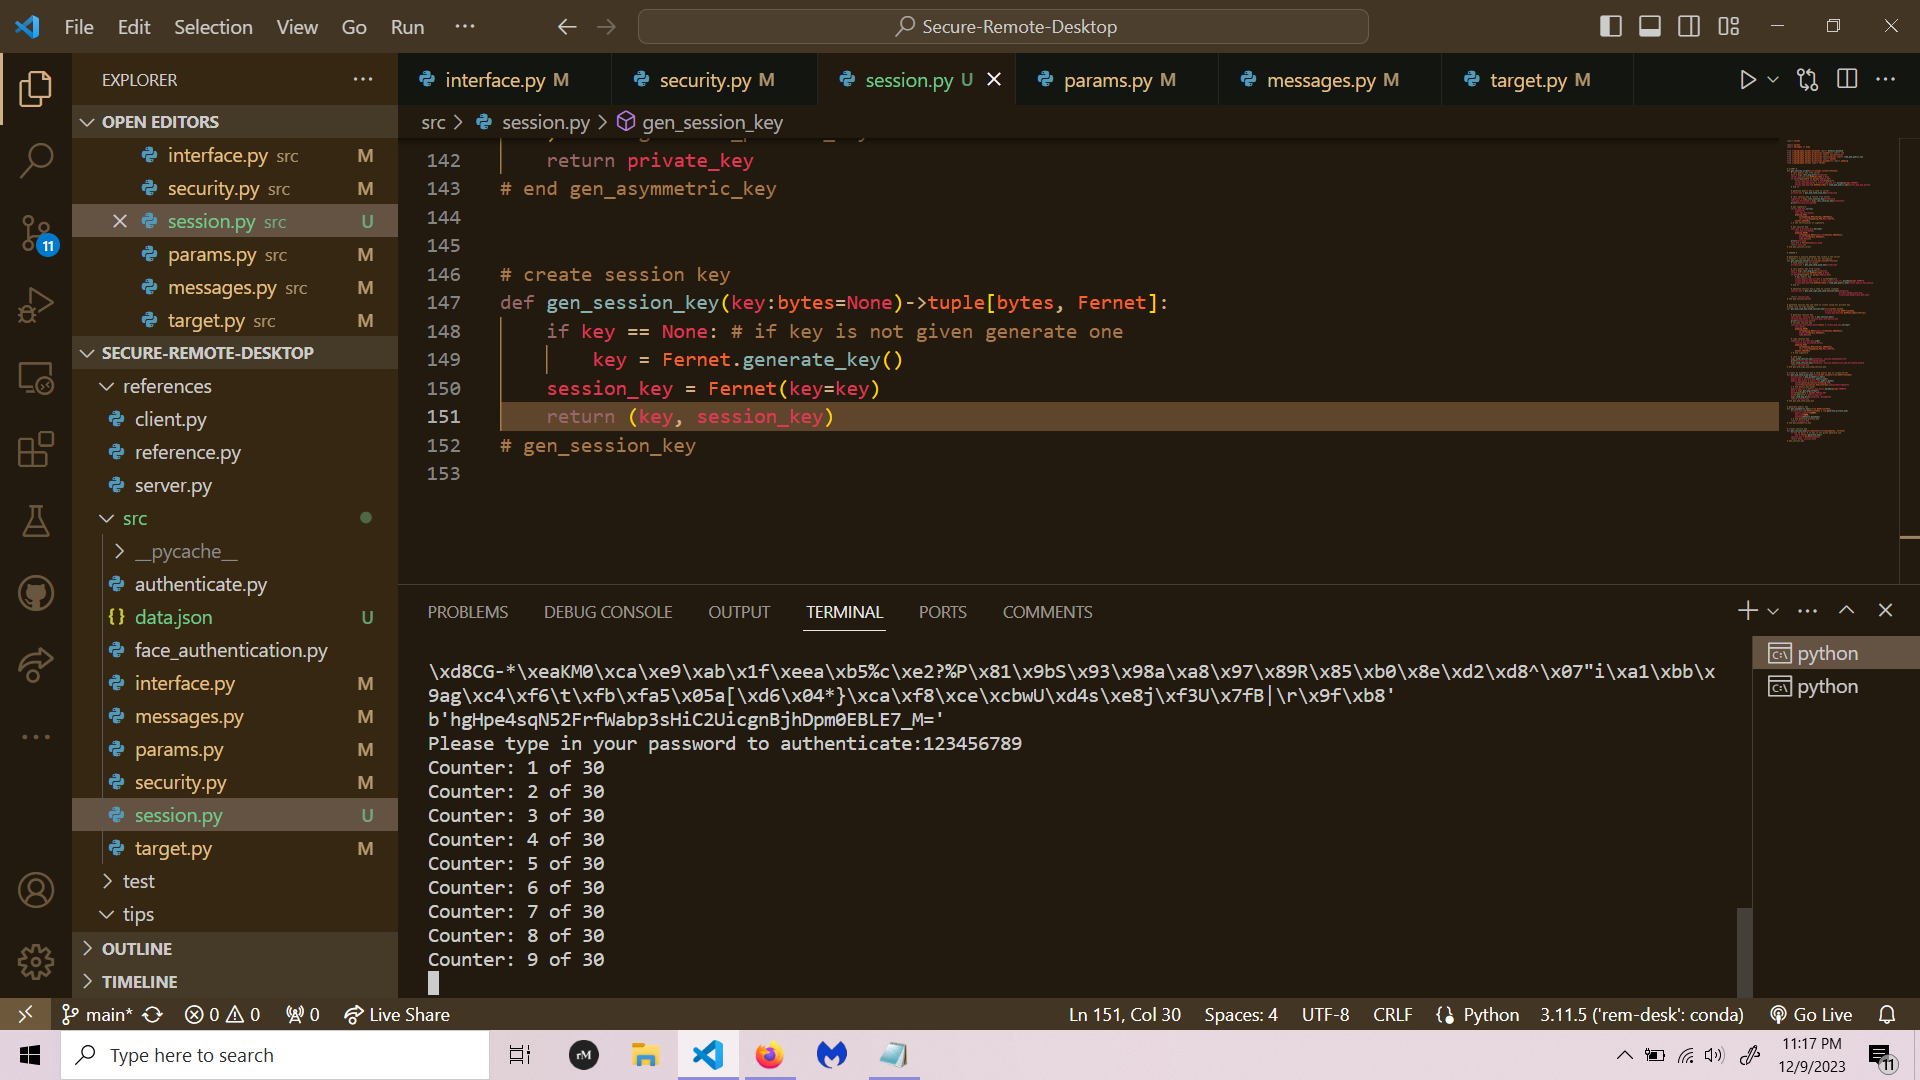 File Edit Selection View Go Run ···
Secure-Remote-Desktop
EXPLORER
OPEN EDITORS
interface.py src M
security.py src M
session.py src U
params.py src M
messages.py src M
target.py src M
SECURE-REMOTE-DESKTOP
references
client.py
reference.py
server.py
src
__pycache__
authenticate.py
data.json U
face_authentication.py
interface.py M
messages.py M
params.py M
security.py M
session.py U
target.py M
test
tips
OUTLINE
TIMELINE
11
interface.py M security.py M session.py U params.py M messages.py M target.py M
src > session.py > gen_session_key
142 return private_key
143 # end gen_asymmetric_key
144
145
146 # create session key
147 def gen_session_key(key:bytes=None)->tuple[bytes, Fernet]:
148 if key == None: # if key is not given generate one
149 key = Fernet.generate_key()
150 session_key = Fernet(key=key)
151 return (key, session_key)
152 # gen_session_key
153
PROBLEMS DEBUG CONSOLE OUTPUT TERMINAL PORTS COMMENTS
\xd8CG-*\xeaKM0\xca\xe9\xab\x1f\xeea\xb5%c\xe2?%P\x81\x9bS\x93\x98a\xa8\x97\x89R\x85\xb0\x8e\xd2\xd8^\x07"i\xa1\xbb\x
9ag\xc4\xf6\t\xfb\xfa5\x05a[\xd6\x04*}\xca\xf8\xce\xcbwU\xd4s\xe8j\xf3U\x7fB|\r\x9f\xb8'
b'hgHpe4sqN52FrfWabp3sHiC2UicgnBjhDpm0EBLE7_M='
Please type in your password to authenticate:123456789
Counter: 1 of 30
Counter: 2 of 30
Counter: 3 of 30
Counter: 4 of 30
Counter: 5 of 30
Counter: 6 of 30
Counter: 7 of 30
Counter: 8 of 30
Counter: 9 of 30
python
python
main* 0 0 0 Live Share Ln 151, Col 30 Spaces: 4 UTF-8 CRLF Python 3.11.5 ('rem-desk': conda) Go Live
Type here to search
rM
11:17 PM
12/9/2023
11